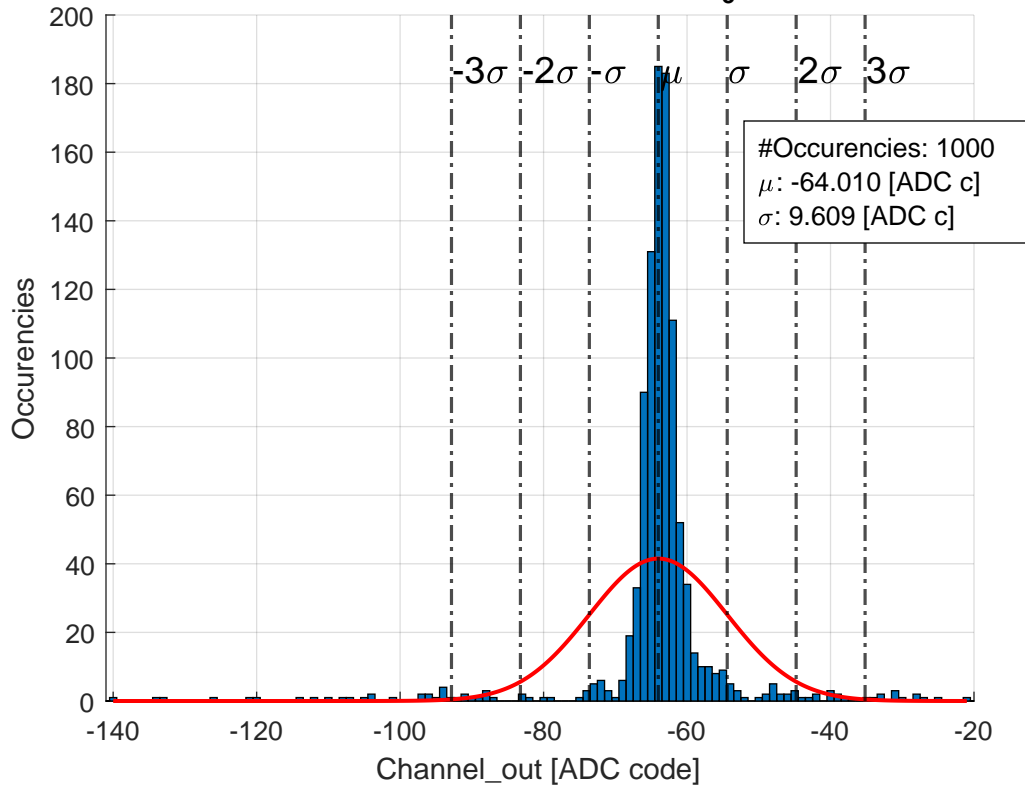 200
180
160
140
120
100
80
60
40
20
0
Occurencies
-3σ -2σ -σ μ σ 2σ 3σ
#Occurencies: 1000
μ: -64.010 [ADC c]
σ: 9.609 [ADC c]
-140 -120 -100 -80 -60 -40 -20
Channel_out [ADC code]